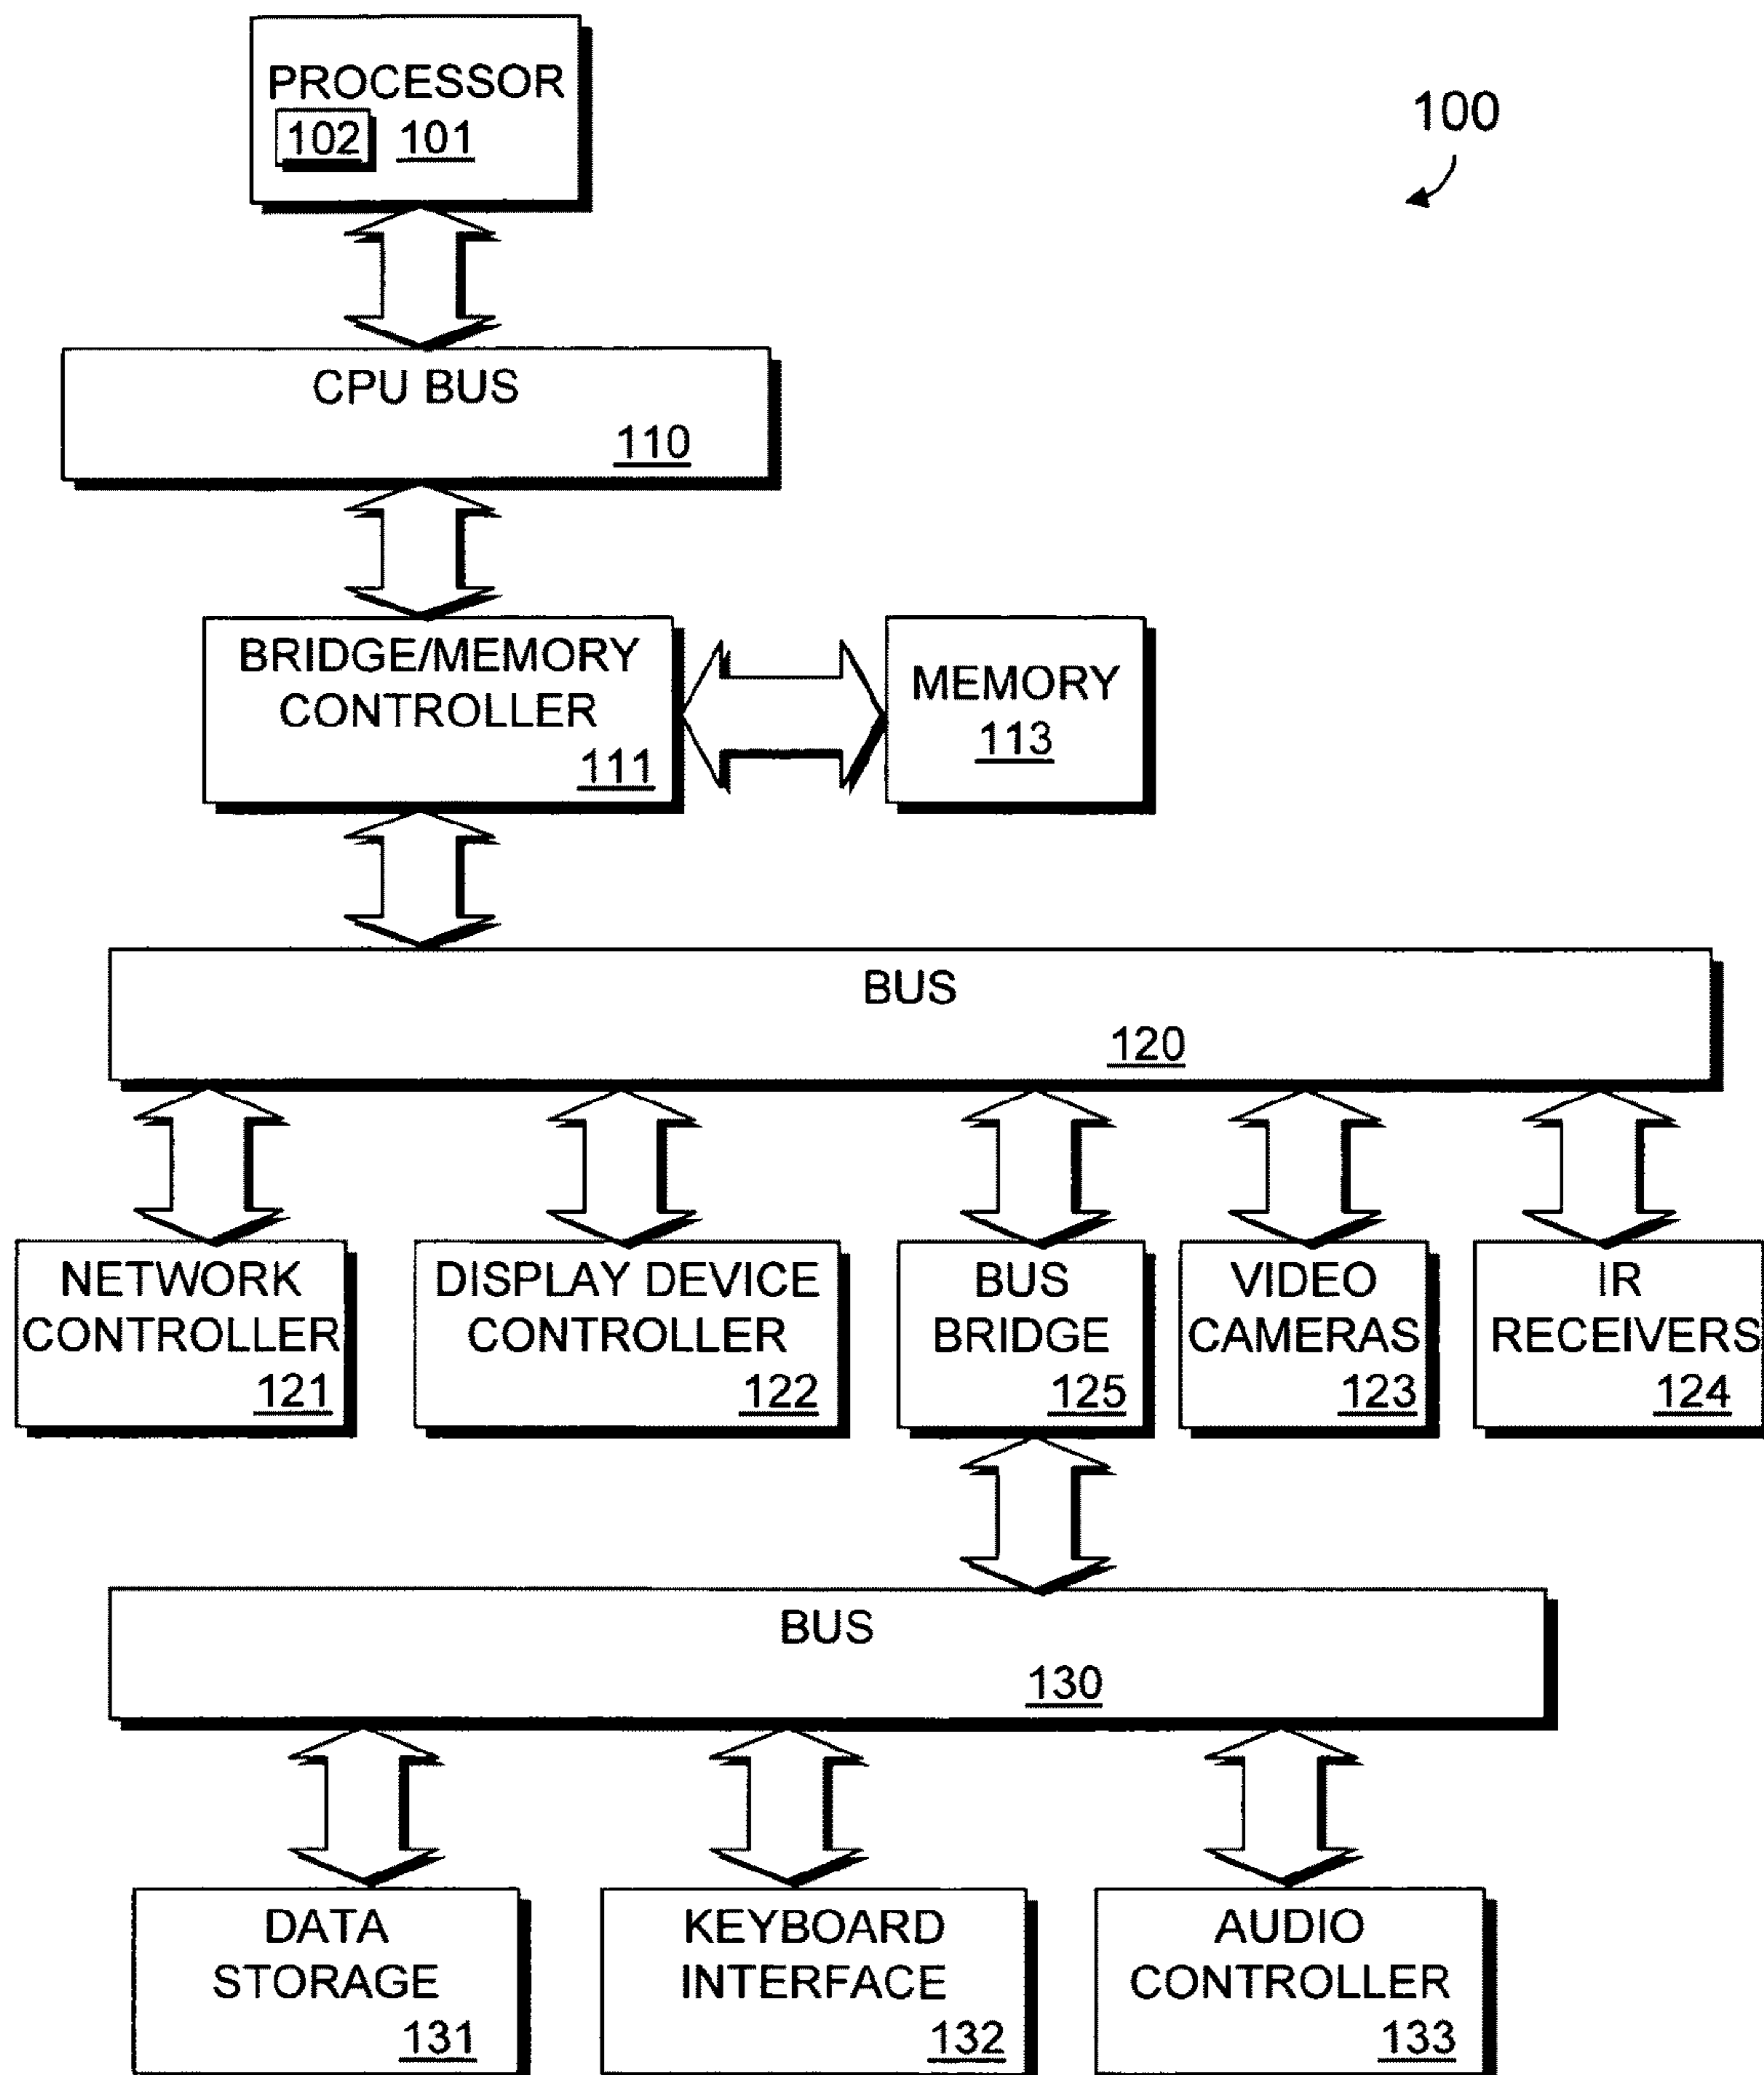 PROCESSOR
102 101
100
CPU BUS
110
BRIDGE/MEMORY
CONTROLLER
111
MEMORY
113
BUS
120
NETWORK
CONTROLLER
121
DISPLAY DEVICE
CONTROLLER
122
BUS
BRIDGE
125
VIDEO
CAMERAS
123
IR
RECEIVERS
124
BUS
130
DATA
STORAGE
131
KEYBOARD
INTERFACE
132
AUDIO
CONTROLLER
133